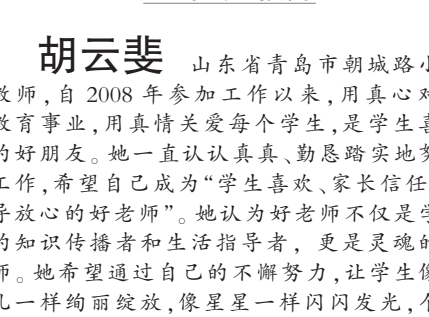 胡云斐 山东省青岛市朝城路小
教师,自 2008 年参加工作以来,用真心对
教育事业,用真情关爱每个学生,是学生喜
的好朋友。她一直认认真真、勤恳踏实地努
工作,希望自己成为“学生喜欢、家长信任
导放心的好老师”。她认为好老师不仅是学
的知识传播者和生活指导者,更是灵魂的
师。她希望通过自己的不懈努力,让学生像
儿一样绚丽绽放,像星星一样闪闪发光,个